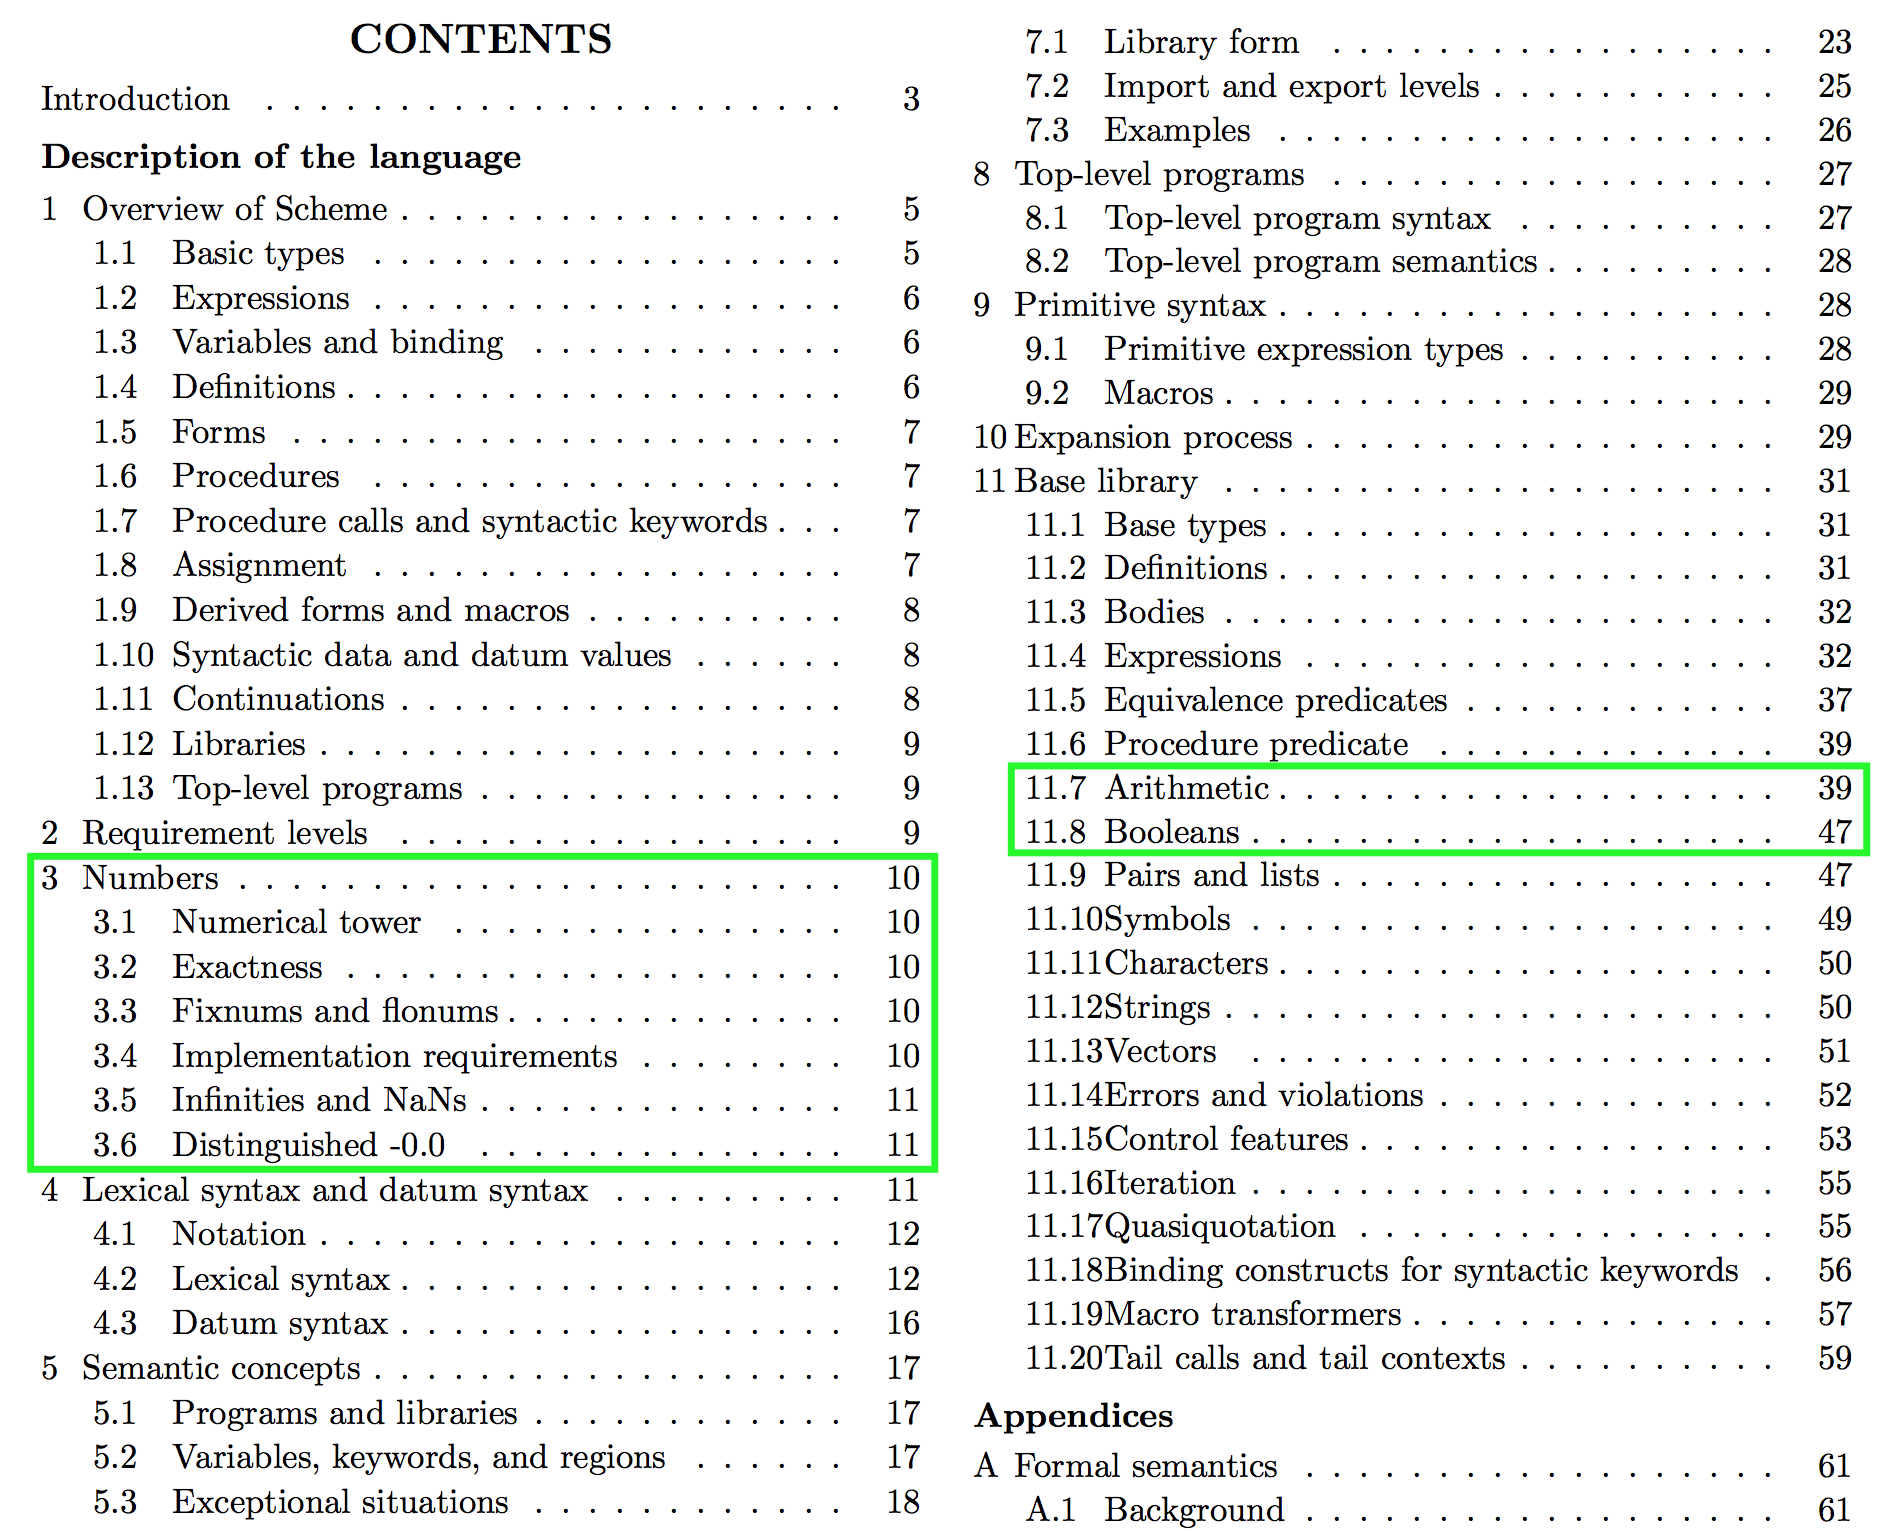 CONTENTS
Introduction . . . . . . . . . . . . . . . . . . . . . . 3
Description of the language
1 Overview of Scheme . . . . . . . . . . . . . . . . . 5
1.1 Basic types . . . . . . . . . . . . . . . . . . 5
1.2 Expressions . . . . . . . . . . . . . . . . . . 6
1.3 Variables and binding . . . . . . . . . . . . 6
1.4 Definitions . . . . . . . . . . . . . . . . . . . 6
1.5 Forms . . . . . . . . . . . . . . . . . . . . . 7
1.6 Procedures . . . . . . . . . . . . . . . . . . 7
1.7 Procedure calls and syntactic keywords . . . 7
1.8 Assignment . . . . . . . . . . . . . . . . . . 7
1.9 Derived forms and macros . . . . . . . . . . 8
1.10 Syntactic data and datum values . . . . . . 8
1.11 Continuations . . . . . . . . . . . . . . . . . 8
1.12 Libraries . . . . . . . . . . . . . . . . . . . . 9
1.13 Top-level programs . . . . . . . . . . . . . . 9
2 Requirement levels . . . . . . . . . . . . . . . . . 9
3 Numbers . . . . . . . . . . . . . . . . . . . . . . . 10
3.1 Numerical tower . . . . . . . . . . . . . . . 10
3.2 Exactness . . . . . . . . . . . . . . . . . . . 10
3.3 Fixnums and flonums . . . . . . . . . . . . . 10
3.4 Implementation requirements . . . . . . . . 10
3.5 Infinities and NaNs . . . . . . . . . . . . . . 11
3.6 Distinguished -0.0 . . . . . . . . . . . . . . 11
4 Lexical syntax and datum syntax . . . . . . . . . 11
4.1 Notation . . . . . . . . . . . . . . . . . . . . 12
4.2 Lexical syntax . . . . . . . . . . . . . . . . . 12
4.3 Datum syntax . . . . . . . . . . . . . . . . . 16
5 Semantic concepts . . . . . . . . . . . . . . . . . . 17
5.1 Programs and libraries . . . . . . . . . . . . 17
5.2 Variables, keywords, and regions . . . . . . 17
5.3 Exceptional situations . . . . . . . . . . . . 18
7.1 Library form . . . . . . . . . . . . . . . . . 23
7.2 Import and export levels . . . . . . . . . . . 25
7.3 Examples . . . . . . . . . . . . . . . . . . . 26
8 Top-level programs . . . . . . . . . . . . . . . . . 27
8.1 Top-level program syntax . . . . . . . . . . 27
8.2 Top-level program semantics . . . . . . . . . 28
9 Primitive syntax . . . . . . . . . . . . . . . . . . . 28
9.1 Primitive expression types . . . . . . . . . . 28
9.2 Macros . . . . . . . . . . . . . . . . . . . . . 29
10 Expansion process . . . . . . . . . . . . . . . . . . 29
11 Base library . . . . . . . . . . . . . . . . . . . . . 31
11.1 Base types . . . . . . . . . . . . . . . . . . . 31
11.2 Definitions . . . . . . . . . . . . . . . . . . . 31
11.3 Bodies . . . . . . . . . . . . . . . . . . . . . 32
11.4 Expressions . . . . . . . . . . . . . . . . . . 32
11.5 Equivalence predicates . . . . . . . . . . . . 37
11.6 Procedure predicate . . . . . . . . . . . . . 39
11.7 Arithmetic . . . . . . . . . . . . . . . . . . . 39
11.8 Booleans . . . . . . . . . . . . . . . . . . . . 47
11.9 Pairs and lists . . . . . . . . . . . . . . . . . 47
11.10Symbols . . . . . . . . . . . . . . . . . . . . 49
11.11Characters . . . . . . . . . . . . . . . . . . . 50
11.12Strings . . . . . . . . . . . . . . . . . . . . . 50
11.13Vectors . . . . . . . . . . . . . . . . . . . . 51
11.14Errors and violations . . . . . . . . . . . . . 52
11.15Control features . . . . . . . . . . . . . . . . 53
11.16Iteration . . . . . . . . . . . . . . . . . . . . 55
11.17Quasiquotation . . . . . . . . . . . . . . . . 55
11.18Binding constructs for syntactic keywords . 56
11.19Macro transformers . . . . . . . . . . . . . . 57
11.20Tail calls and tail contexts . . . . . . . . . . 59
Appendices
A Formal semantics . . . . . . . . . . . . . . . . . . 61
A.1 Background . . . . . . . . . . . . . . . . . . 61